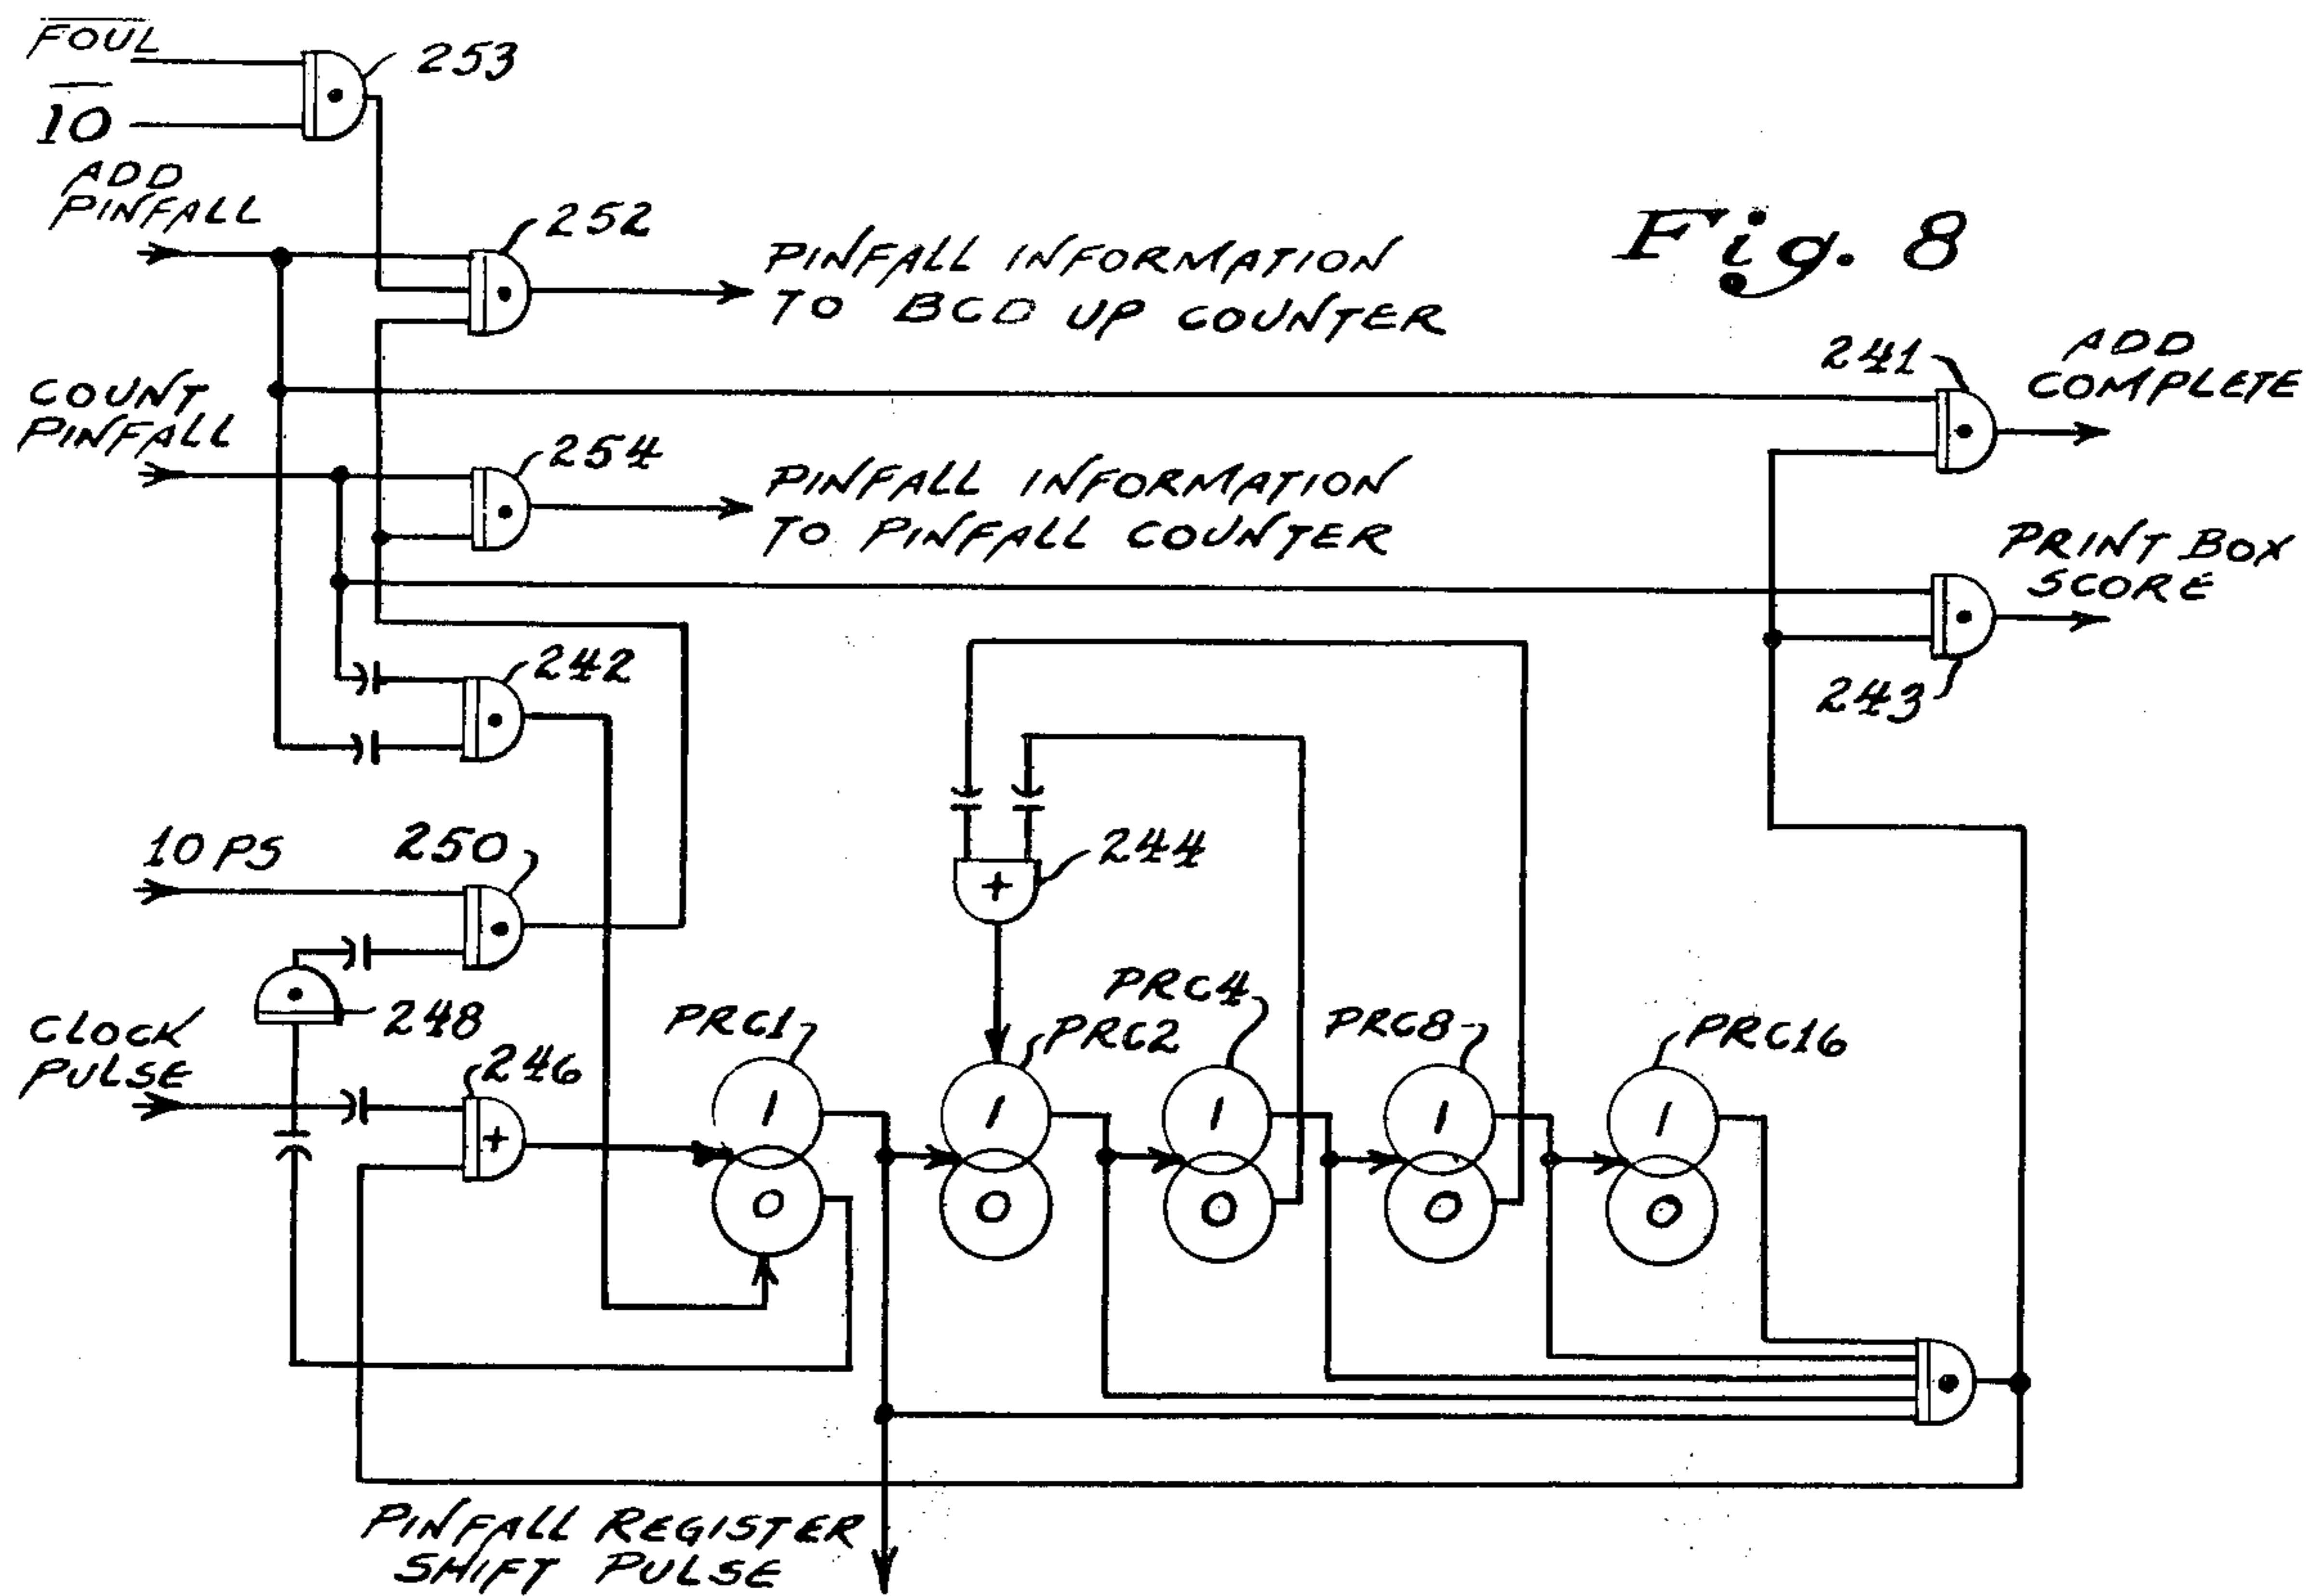 FOUL
253
10
ADD
PINFALL
252
PINFALL INFORMATION
TO BCD UP COUNTER
Fig. 8
241
ADD
COMPLETE
COUNT
PINFALL
254
PINFALL INFORMATION
TO PINFALL COUNTER
PRINT BOX
SCORE
242
243
10 PS
250
244
248
CLOCK
PULSE
246
+
+
PRC1
PRC2
PRC4
PRC8
PRC16
1
1
1
1
1
0
0
0
0
0
PINFALL REGISTER
SHIFT PULSE